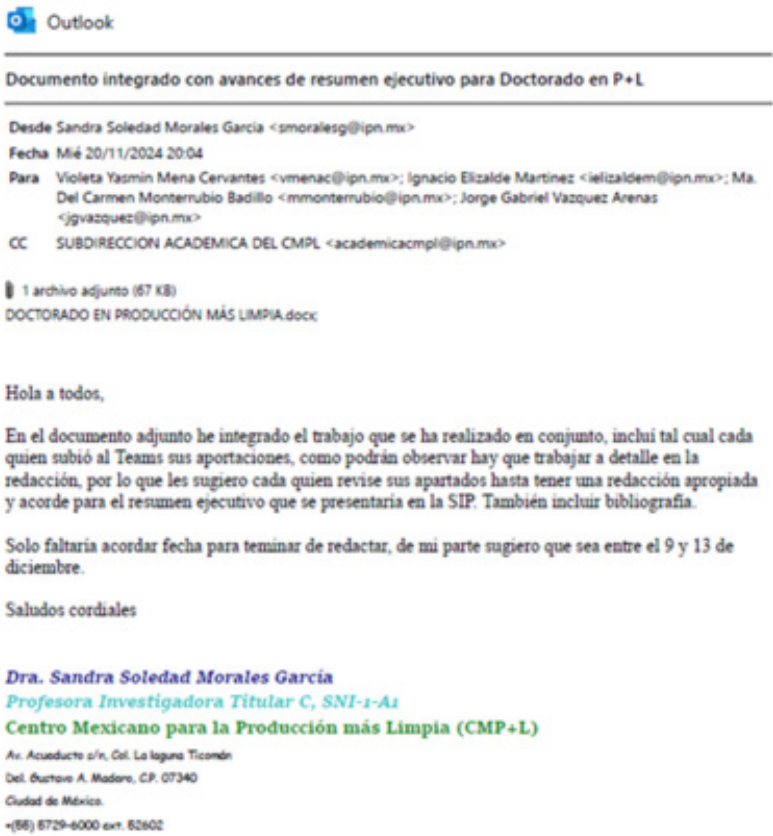 Outlook
Documento integrado con avances de resumen ejecutivo para Doctorado en P+L
Desde Sandra Soledad Morales Garcia <smoralesg@ipn.mx>
Fecha Mié 20/11/2024 20:04
Para Violeta Yasmin Mena Cervantes <vmenac@ipn.mx>; Ignacio Elizalde Martinez <ielizaldem@ipn.mx>; Ma.
Del Carmen Monterrubio Badillo <mmonterrubio@ipn.mx>; Jorge Gabriel Vazquez Arenas
<jgvazquez@ipn.mx>
CC SUBDIRECCION ACADEMICA DEL CMPL <academicacmpl@ipn.mx>
1 archivo adjunto (67 KB)
DOCTORADO EN PRODUCCIÓN MÁS LIMPIA.docx;
Hola a todos,
En el documento adjunto he integrado el trabajo que se ha realizado en conjunto, incluí tal cual cada
quien subió al Teams sus aportaciones, como podrán observar hay que trabajar a detalle en la
redacción, por lo que les sugiero cada quien revise sus apartados hasta tener una redacción apropiada
y acorde para el resumen ejecutivo que se presentaría en la SIP. También incluir bibliografía.
Solo faltaría acordar fecha para teminar de redactar, de mi parte sugiero que sea entre el 9 y 13 de
diciembre.
Saludos cordiales
Dra. Sandra Soledad Morales García
Profesora Investigadora Titular C, SNI-1-A1
Centro Mexicano para la Producción más Limpia (CMP+L)
Av. Acueducto s/n, Col. La laguna Ticomán
Del. Gustavo A. Madero, C.P. 07340
Ciudad de México.
+(55) 5729-6000 ext. 52602